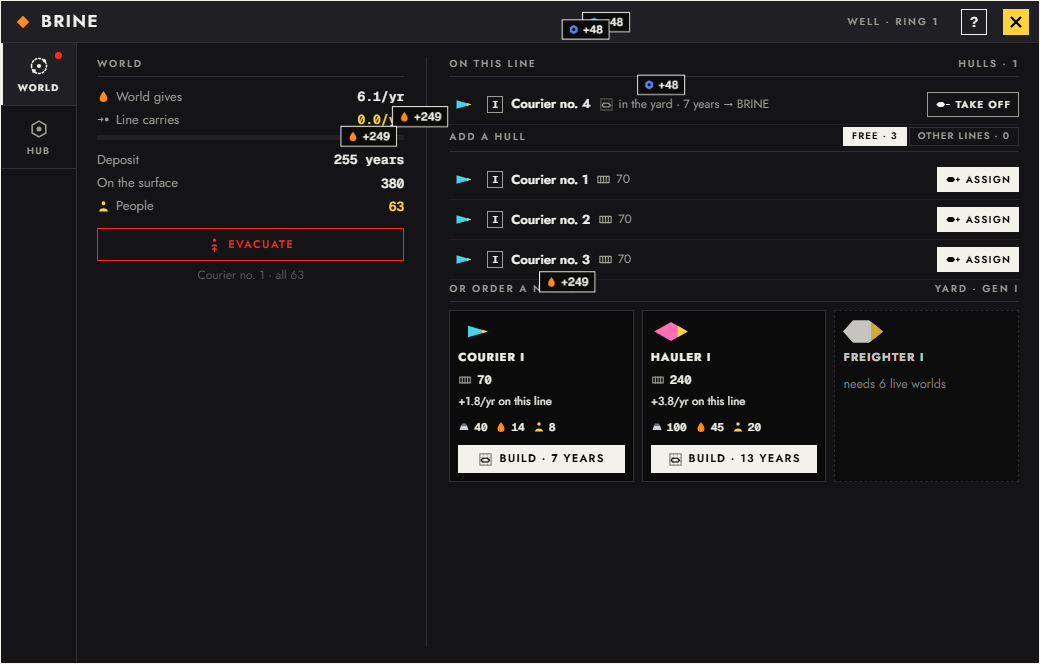 BRINE
48
+48
WELL · RING 1
?
WORLD
HUB
WORLD
World gives 6.1/yr
Line carries 0.0/
+249
+249
Deposit 255 years
On the surface 380
People 63
EVACUATE
Courier no. 1 · all 63
ON THIS LINE HULLS · 1
+48
I Courier no. 4 in the yard · 7 years → BRINE TAKE OFF
ADD A HULL FREE · 3 OTHER LINES · 0
I Courier no. 1 70 ASSIGN
I Courier no. 2 70 ASSIGN
I Courier no. 3 70 ASSIGN
+249
OR ORDER A YARD · GEN I
COURIER I
70
+1.8/yr on this line
40 14 8
BUILD · 7 YEARS
HAULER I
240
+3.8/yr on this line
100 45 20
BUILD · 13 YEARS
FREIGHTER I
needs 6 live worlds